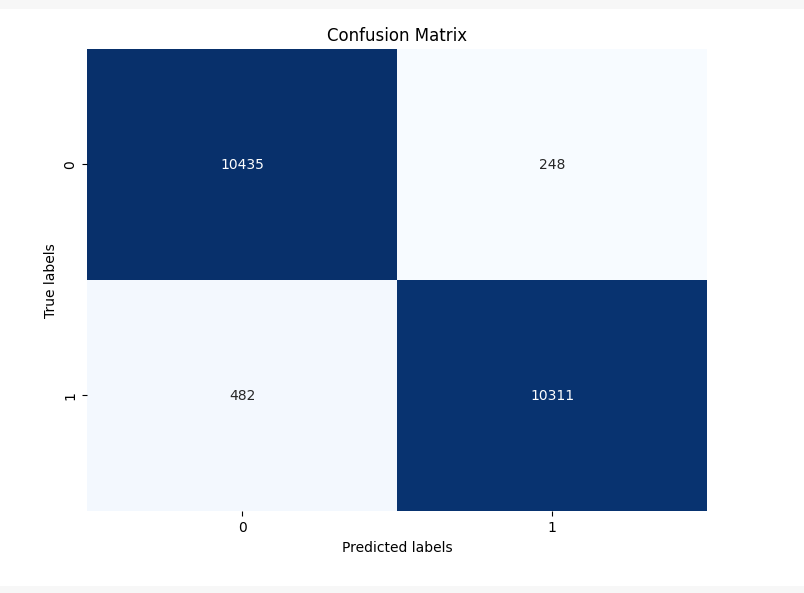 Confusion Matrix
True labels
0
10435 248
1
482 10311
0 1
Predicted labels